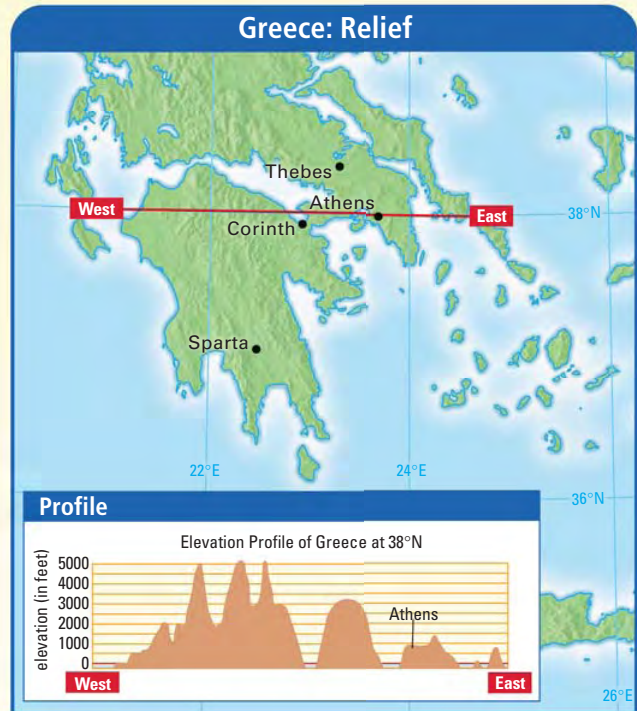 Greece: Relief
Thebes
Athens
West
East
38°N
Corinth
Sparta
22°E
24°E
36°N
Profile
Elevation Profile of Greece at 38°N
elevation (in feet)
5000
4000
3000
2000
1000
0
Athens
West
East
26°E